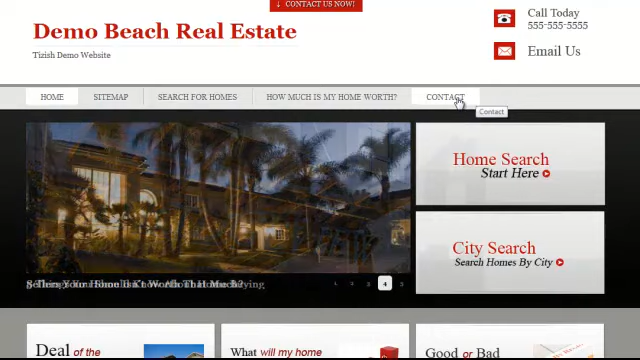 ↓ CONTACT US NOW!
Demo Beach Real Estate
Tizish Demo Website
Call Today
555-555-5555
Email Us
HOME
SITEMAP
SEARCH FOR HOMES
HOW MUCH IS MY HOME WORTH?
CONTACT
Contact
Home Search
Start Here
City Search
Search Homes By City
1 2 3 4 5
Deal of the
What will my home
Good or Bad